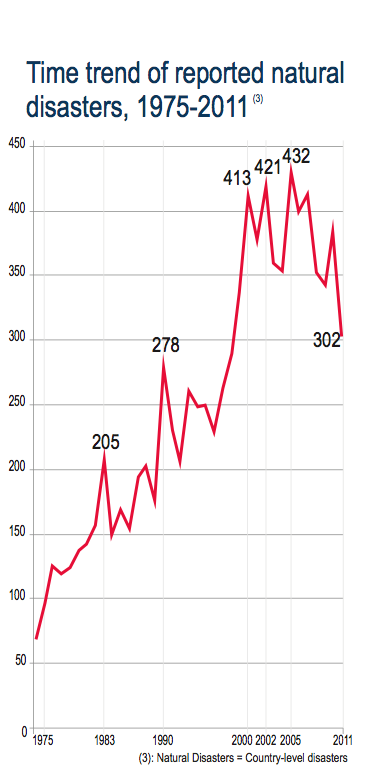 Time trend of reported natural
disasters, 1975-2011 (3)
450
413 421 432
400
350
300
302
278
250
205
200
150
100
50
0
1975 1983 1990 2000 2002 2005 2011
(3): Natural Disasters = Country-level disasters